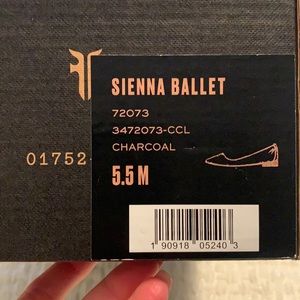 SIENNA BALLET
72073
3472073-CCL
CHARCOAL
5.5 M
01752-
1 90918 05240 3